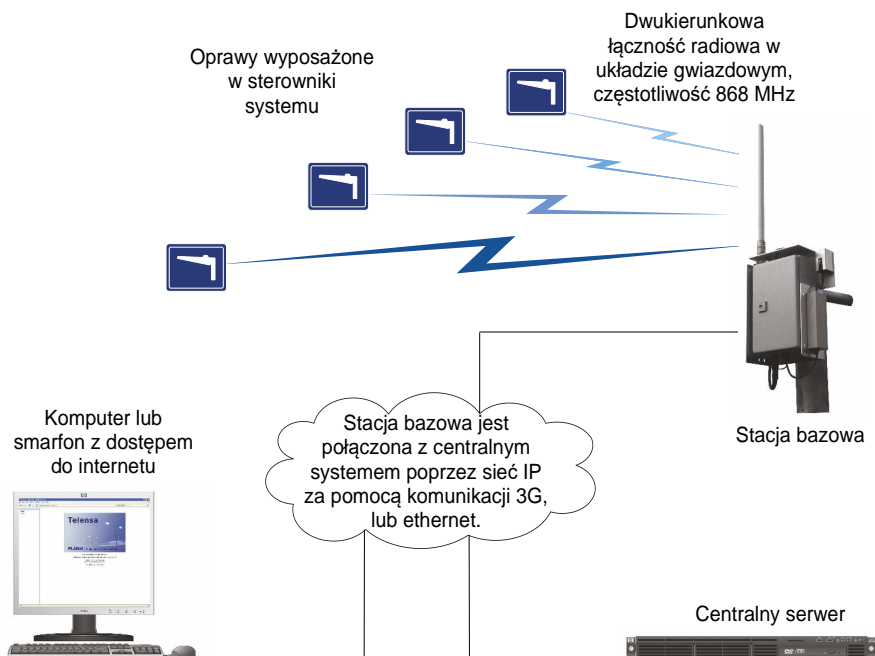 Dwukierunkowa
łączność radiowa w
układzie gwiazdowym,
częstotliwość 868 MHz
Oprawy wyposażone
w sterowniki
systemu
Stacja bazowa
Stacja bazowa jest
połączona z centralnym
systemem poprzez sieć IP
za pomocą komunikacji 3G,
lub ethernet.
Komputer lub
smarfon z dostępem
do internetu
Telensa
Centralny serwer